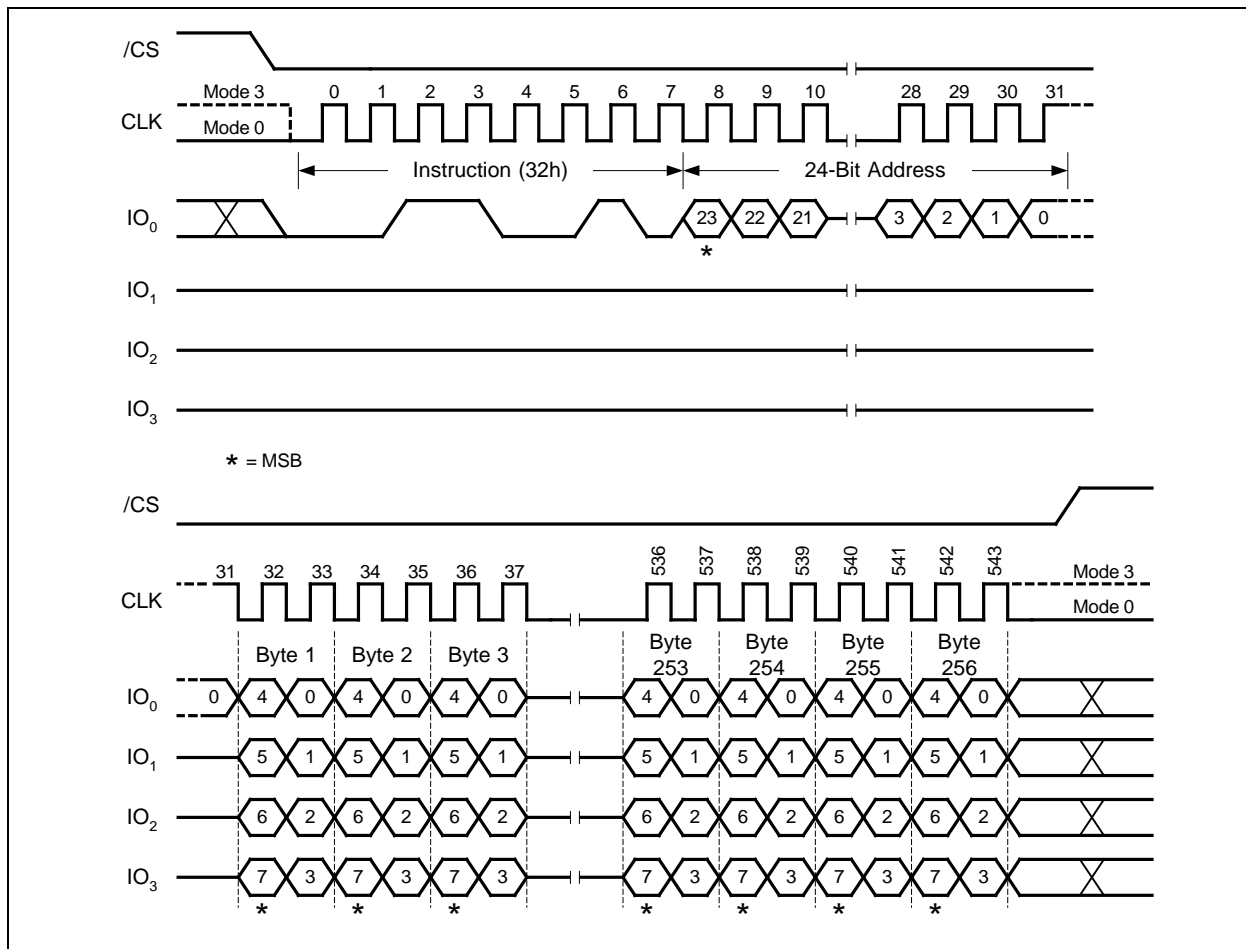 /CS
Mode 3 0 1 2 3 4 5 6 7 8 9 10 28 29 30 31
CLK
Mode 0
Instruction (32h) 24-Bit Address
IO0 23 22 21 3 2 1 0
*
IO1
IO2
IO3
* = MSB
/CS
31 32 33 34 35 36 37 536 537 538 539 540 541 542 543 Mode 3
CLK
Mode 0
Byte 1 Byte 2 Byte 3 Byte 253 Byte 254 Byte 255 Byte 256
IO0 0 4 0 4 0 4 0 4 0 4 0 4 0 4 0
IO1 5 1 5 1 5 1 5 1 5 1 5 1 5 1
IO2 6 2 6 2 6 2 6 2 6 2 6 2 6 2
IO3 7 3 7 3 7 3 7 3 7 3 7 3 7 3
* * * * * * *